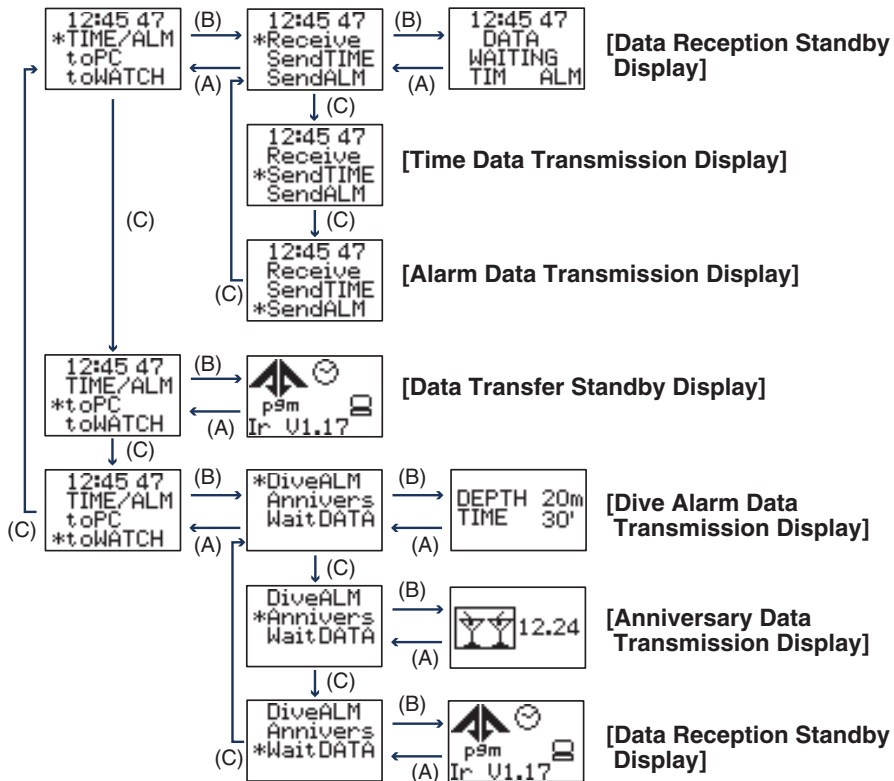 12:45 47
*TIME/ALM
toPC
toWATCH
(B)
(A)
12:45 47
*Receive
SendTIME
SendALM
(B)
(A)
12:45 47
DATA
WAITING
TIM ALM
[Data Reception Standby
Display]
(C)
12:45 47
Receive
*SendTIME
SendALM
[Time Data Transmission Display]
(C)
(C)
12:45 47
Receive
SendTIME
*SendALM
(C)
[Alarm Data Transmission Display]
12:45 47
TIME/ALM
*toPC
toWATCH
(B)
(A)
p9m
Ir V1.17
[Data Transfer Standby Display]
(C)
12:45 47
TIME/ALM
toPC
*toWATCH
(C)
(B)
(A)
*DiveALM
Annivers
WaitDATA
(B)
(A)
DEPTH 20m
TIME 30'
[Dive Alarm Data
Transmission Display]
(C)
DiveALM
*Annivers
WaitDATA
(B)
(A)
12.24
[Anniversary Data
Transmission Display]
(C)
DiveALM
Annivers
*WaitDATA
(C)
(B)
(A)
p9m
Ir V1.17
[Data Reception Standby
Display]